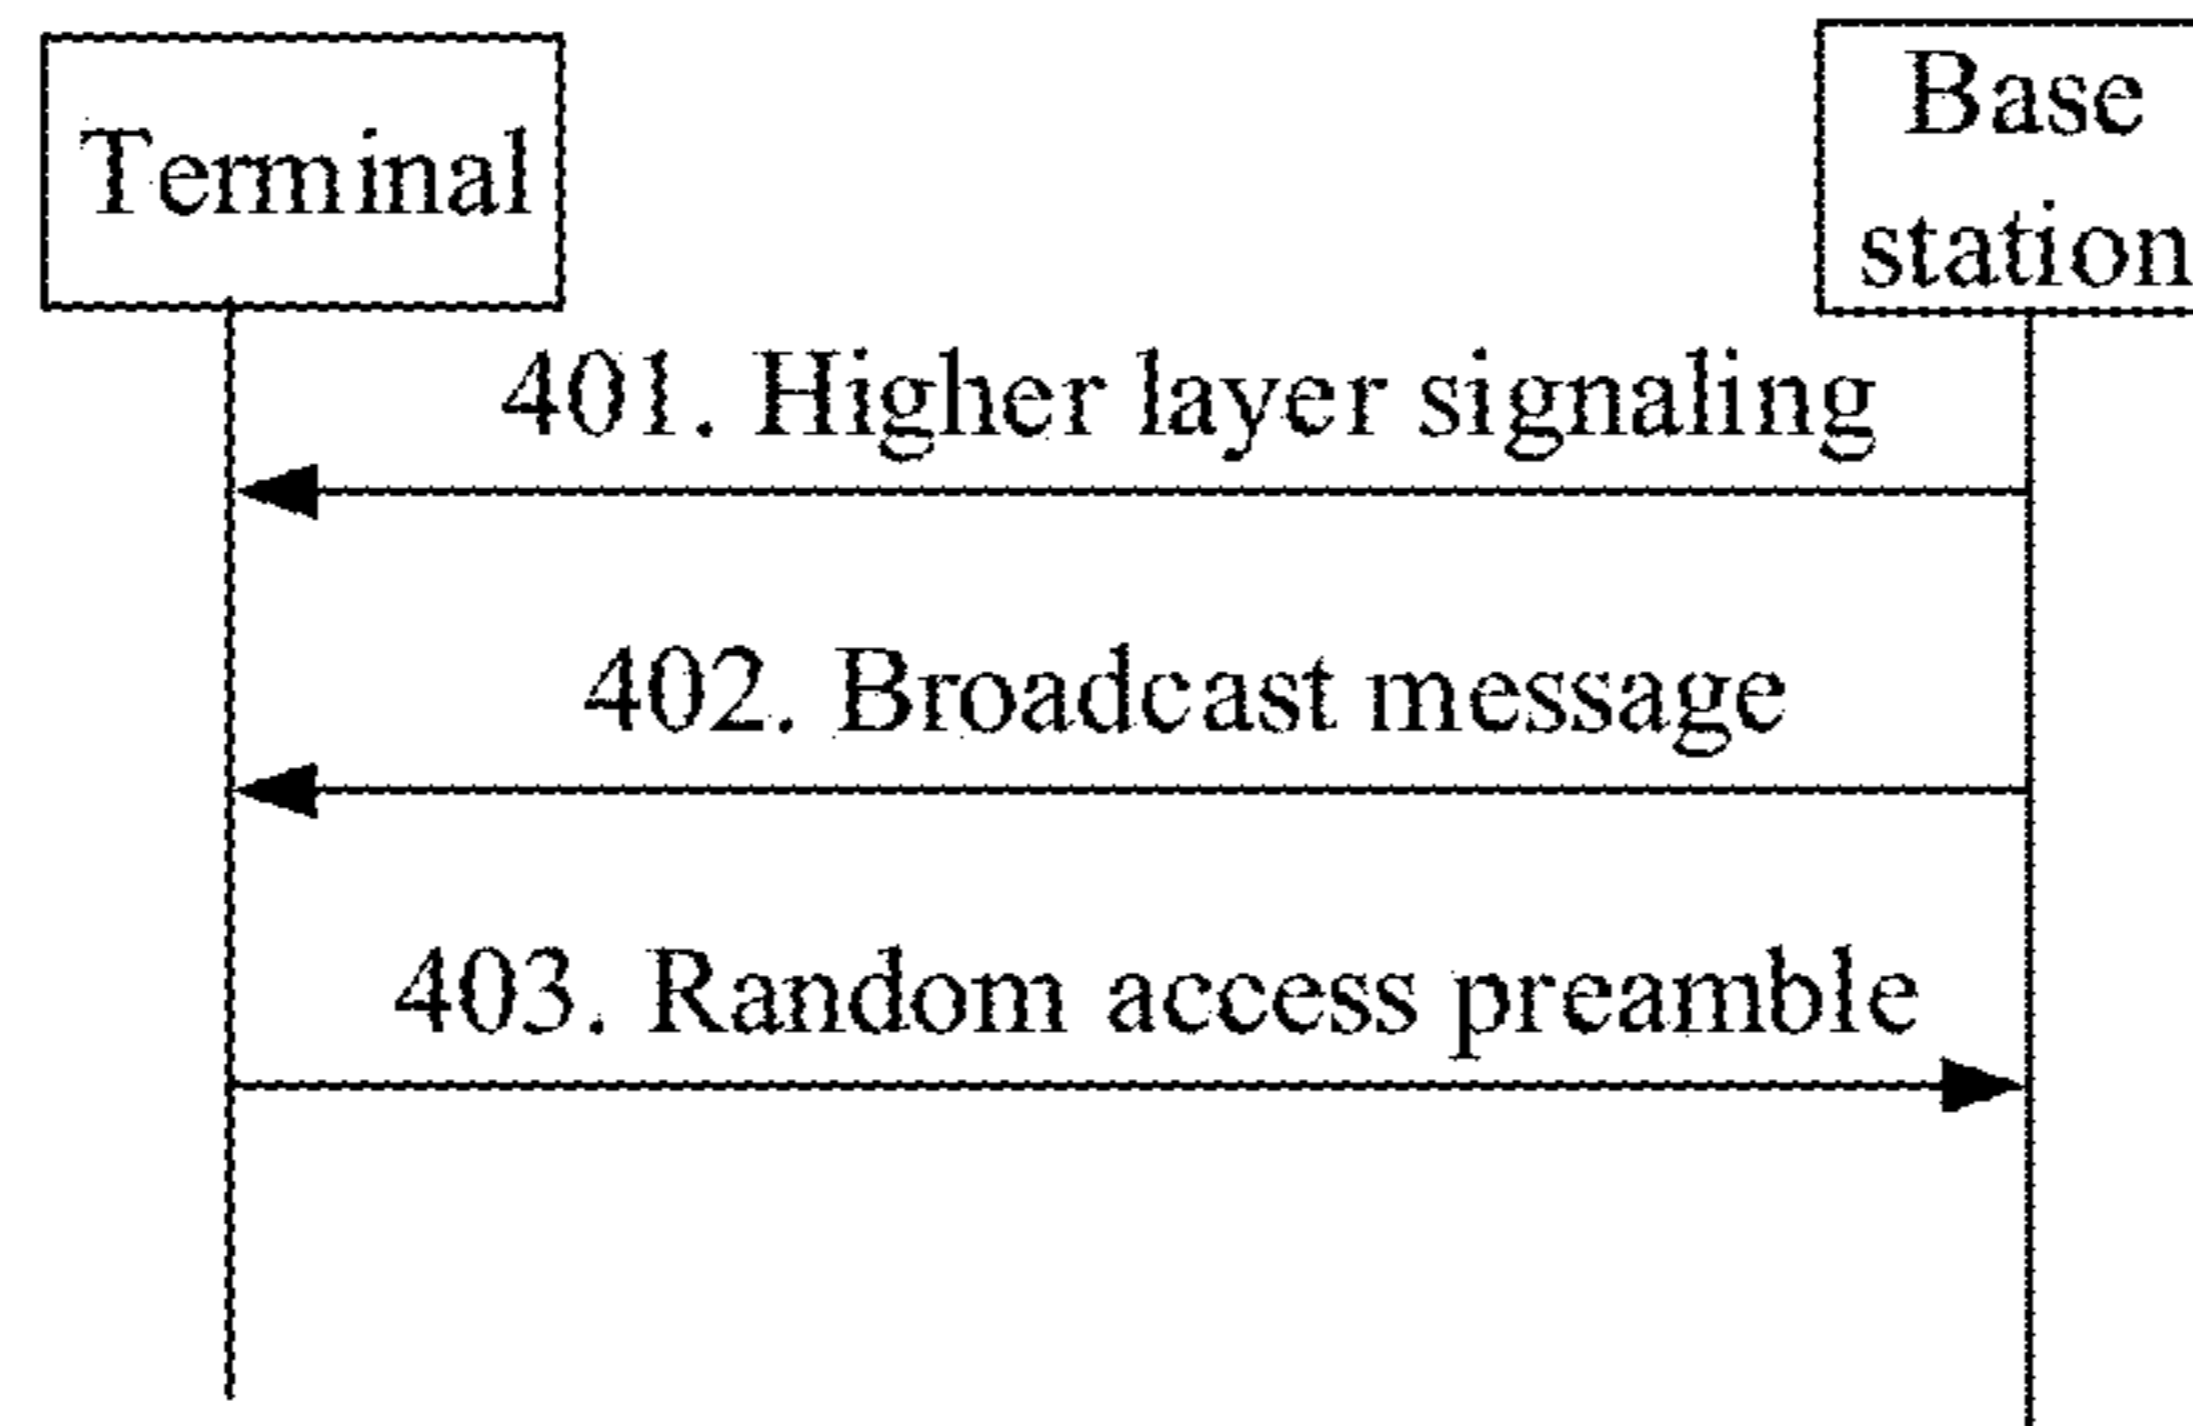 Terminal
Base
station
401. Higher layer signaling
402. Broadcast message
403. Random access preamble